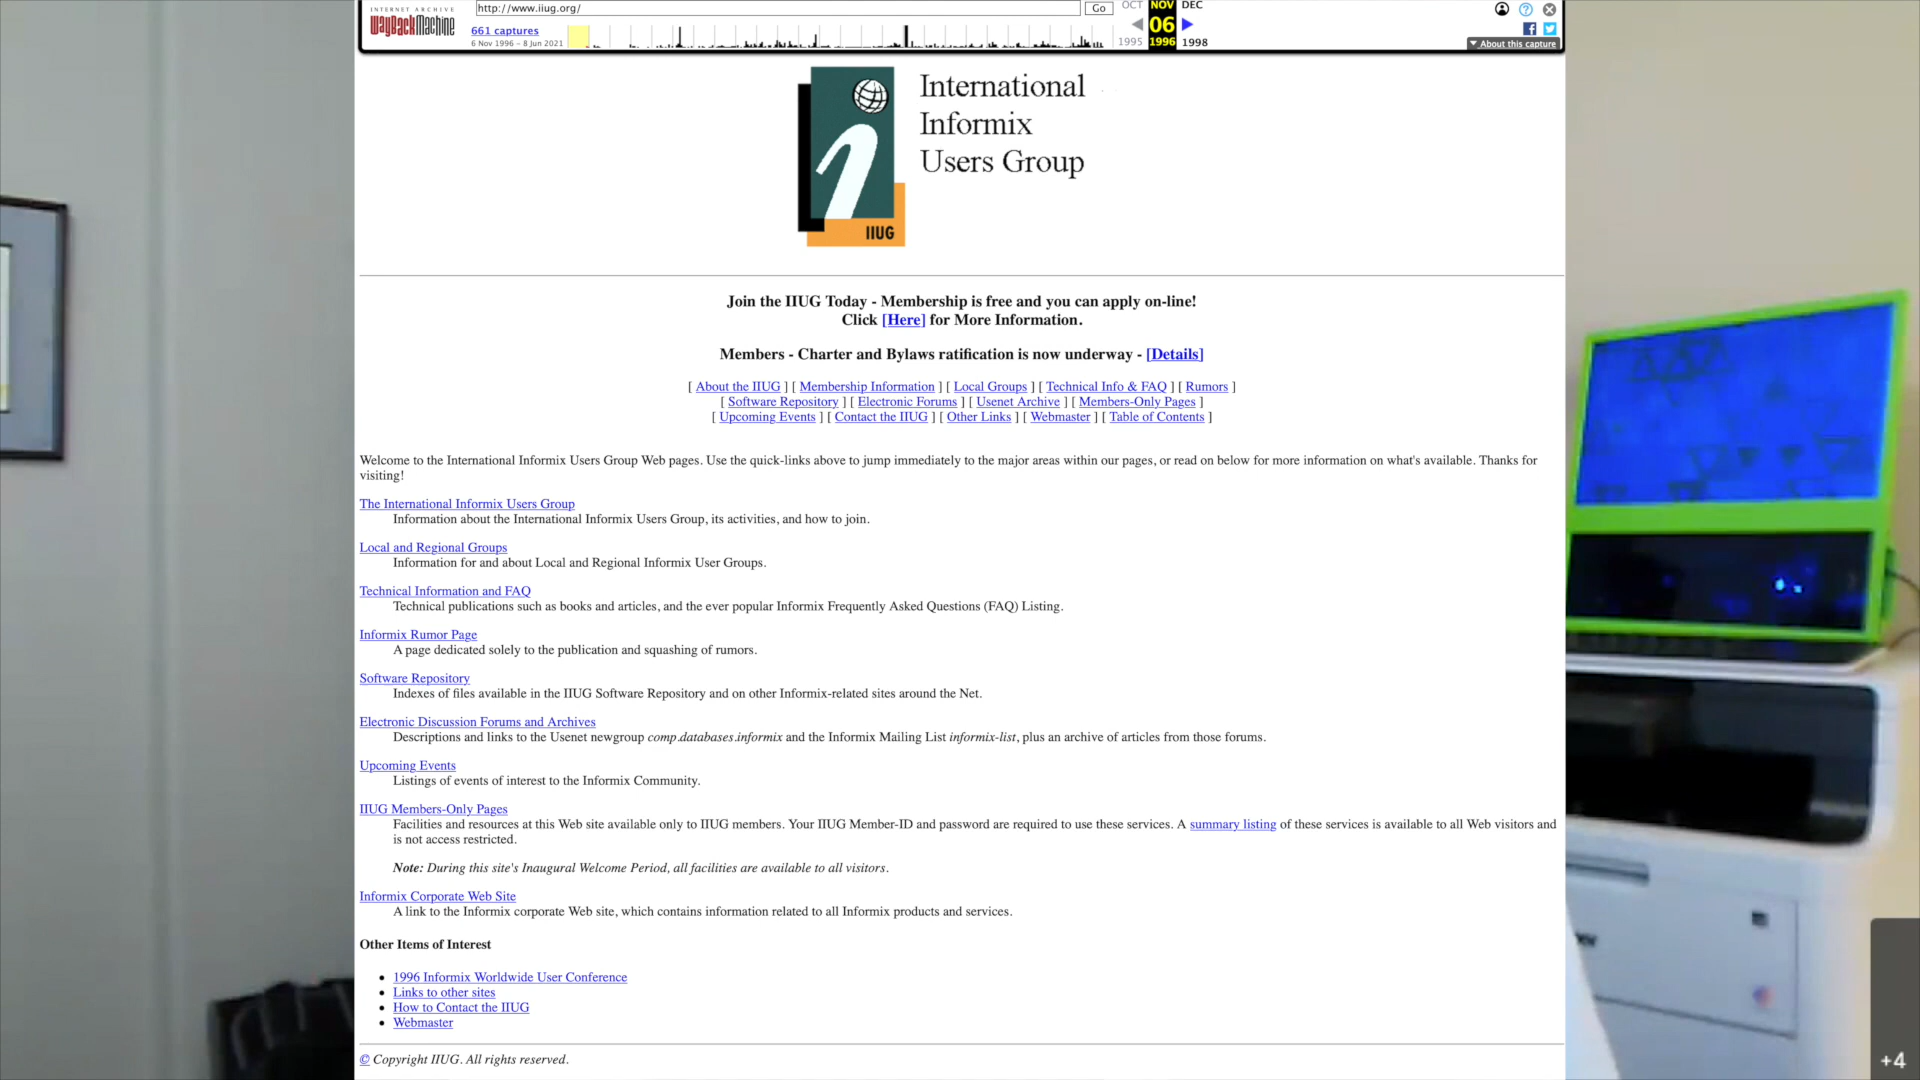 INTERNET ARCHIVE
WayBackMachine
http://www.iiug.org/
Go
OCT NOV DEC
661 captures
06
6 Nov 1996 – 8 Jun 2021
1995 1996 1998
About this capture
International
Informix
Users Group
IIUG
Join the IIUG Today - Membership is free and you can apply on-line!
Click [Here] for More Information.
Members - Charter and Bylaws ratification is now underway - [Details]
[ About the IIUG ] [ Membership Information ] [ Local Groups ] [ Technical Info & FAQ ] [ Rumors ]
[ Software Repository ] [ Electronic Forums ] [ Usenet Archive ] [ Members-Only Pages ]
[ Upcoming Events ] [ Contact the IIUG ] [ Other Links ] [ Webmaster ] [ Table of Contents ]
Welcome to the International Informix Users Group Web pages. Use the quick-links above to jump immediately to the major areas within our pages, or read on below for more information on what's available. Thanks for
visiting!
The International Informix Users Group
Information about the International Informix Users Group, its activities, and how to join.
Local and Regional Groups
Information for and about Local and Regional Informix User Groups.
Technical Information and FAQ
Technical publications such as books and articles, and the ever popular Informix Frequently Asked Questions (FAQ) Listing.
Informix Rumor Page
A page dedicated solely to the publication and squashing of rumors.
Software Repository
Indexes of files available in the IIUG Software Repository and on other Informix-related sites around the Net.
Electronic Discussion Forums and Archives
Descriptions and links to the Usenet newgroup comp.databases.informix and the Informix Mailing List informix-list, plus an archive of articles from those forums.
Upcoming Events
Listings of events of interest to the Informix Community.
IIUG Members-Only Pages
Facilities and resources at this Web site available only to IIUG members. Your IIUG Member-ID and password are required to use these services. A summary listing of these services is available to all Web visitors and
is not access restricted.
Note: During this site's Inaugural Welcome Period, all facilities are available to all visitors.
Informix Corporate Web Site
A link to the Informix corporate Web site, which contains information related to all Informix products and services.
Other Items of Interest
• 1996 Informix Worldwide User Conference
• Links to other sites
• How to Contact the IIUG
• Webmaster
© Copyright IIUG. All rights reserved.
+4